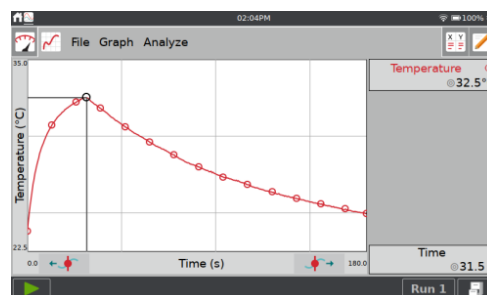 02:04PM
100%
File Graph Analyze
X Y
Temperature
32.5°
35.0
Temperature (°C)
22.5
0.0
Time (s)
180.0
Time
31.5
Run 1